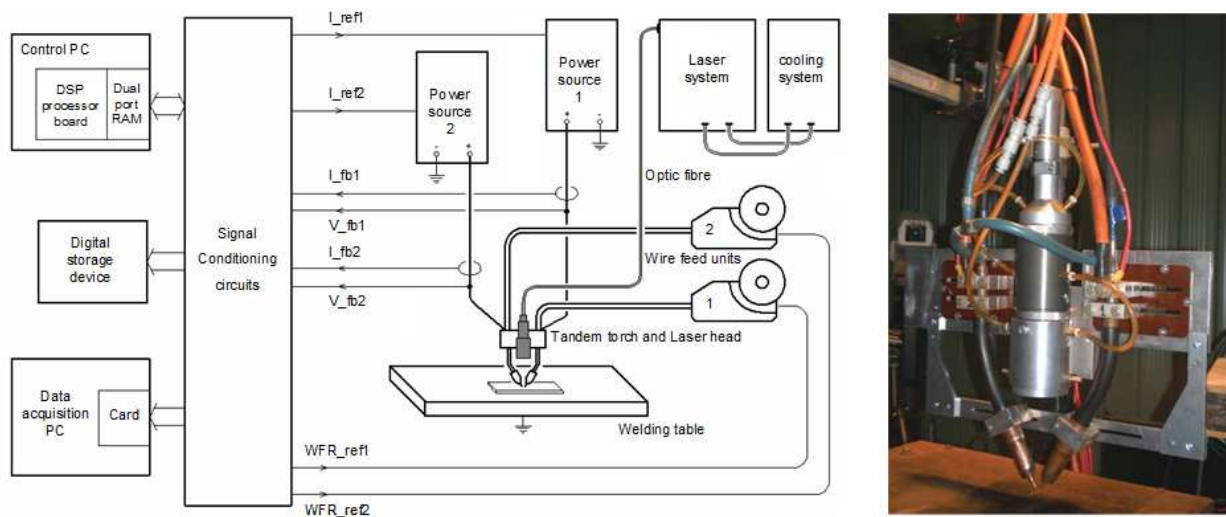 Control PC
DSP
processor
board
Dual
port
RAM
Digital
storage
device
Data
acquisition
PC
Card
Signal
Conditioning
circuits
I_ref1
I_ref2
I_fb1
V_fb1
I_fb2
V_fb2
WFR_ref1
WFR_ref2
Power
source
2
- +
Power
source
1
+ -
Laser
system
cooling
system
Optic fibre
2
Wire feed units
1
Tandem torch and Laser head
Welding table